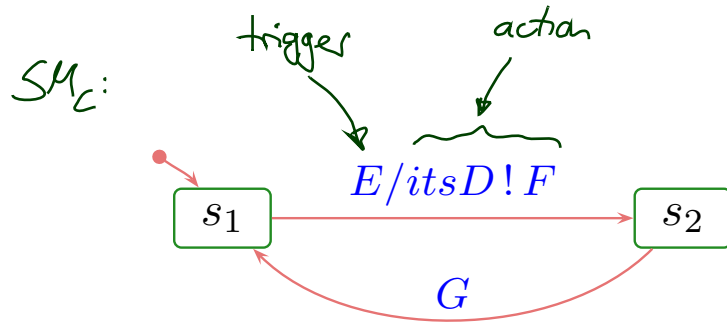 trigger action
SM_C:
E/itsD ! F
s_1 s_2
G